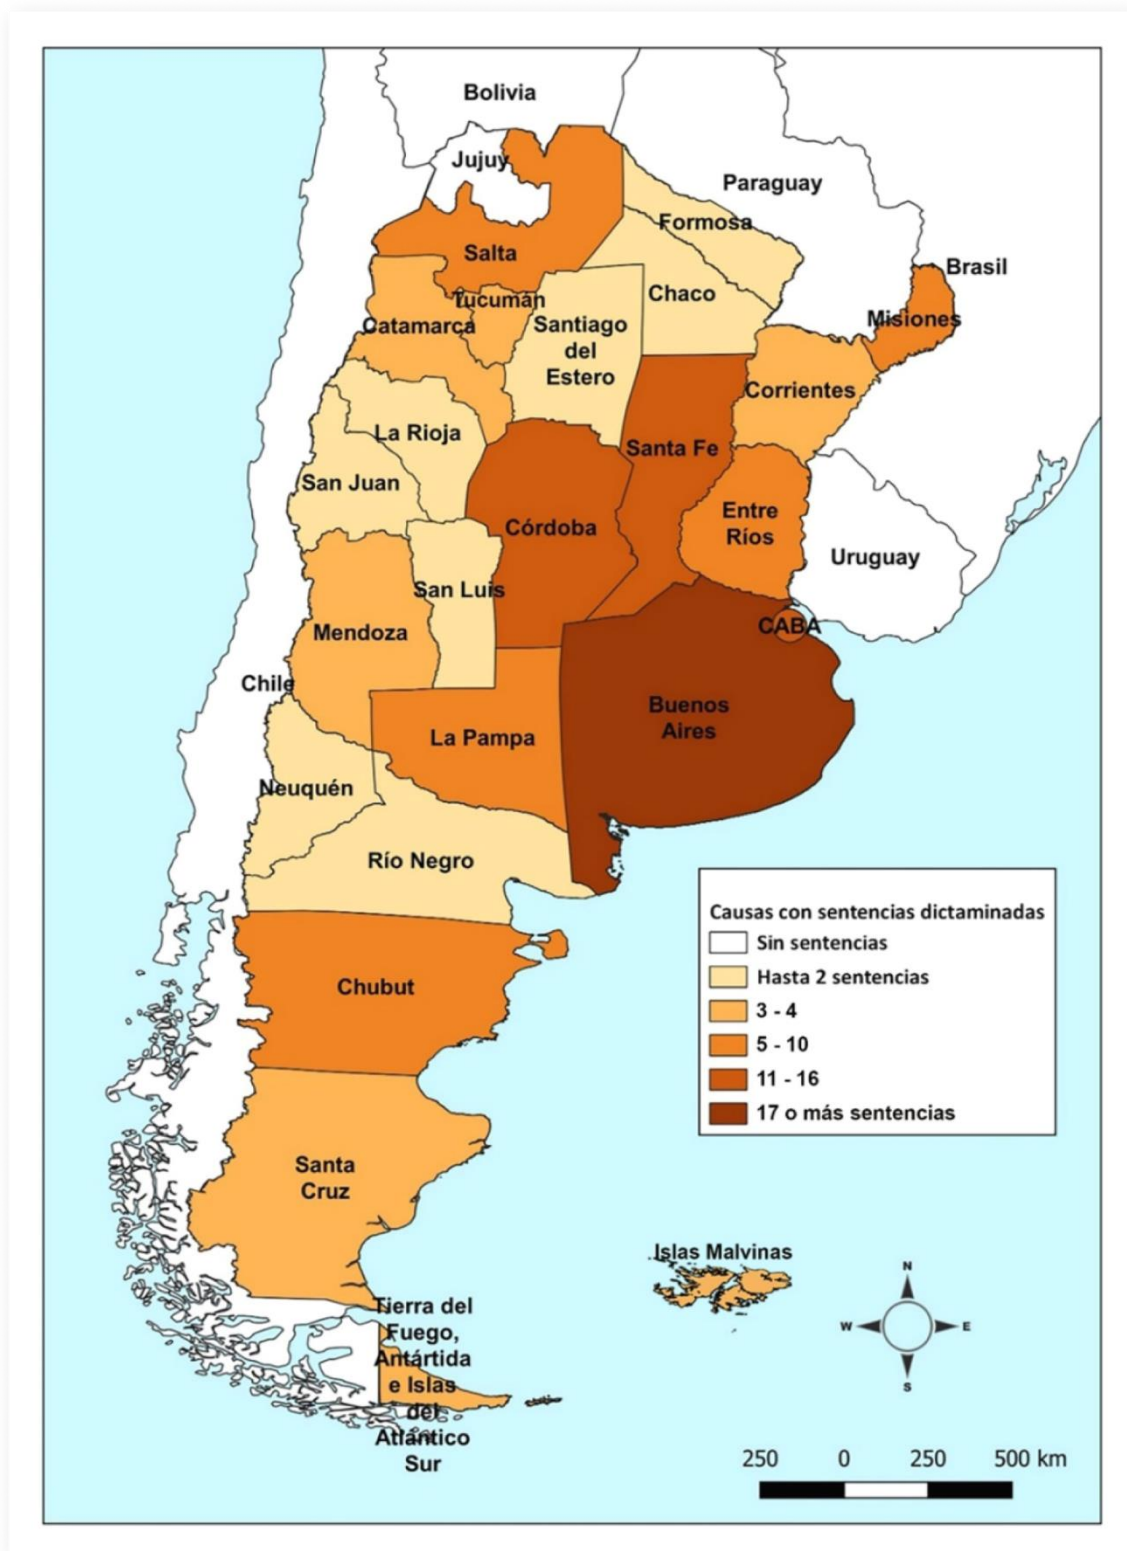 Bolivia
Jujuy
Paraguay
Formosa
Salta
Brasil
Chaco
Tucumán
Misiones
Catamarca
Santiago
del
Estero
Corrientes
La Rioja
Santa Fe
San Juan
Entre
Ríos
Córdoba
Uruguay
San Luis
CABA
Mendoza
Chile
Buenos
Aires
La Pampa
Neuquén
Río Negro
Causas con sentencias dictaminadas
Sin sentencias
Hasta 2 sentencias
3 - 4
5 - 10
11 - 16
17 o más sentencias
Chubut
Santa
Cruz
Islas Malvinas
N
W
E
S
Tierra del
Fuego,
Antártida
e Islas
del
Atlántico
Sur
250 0 250 500 km